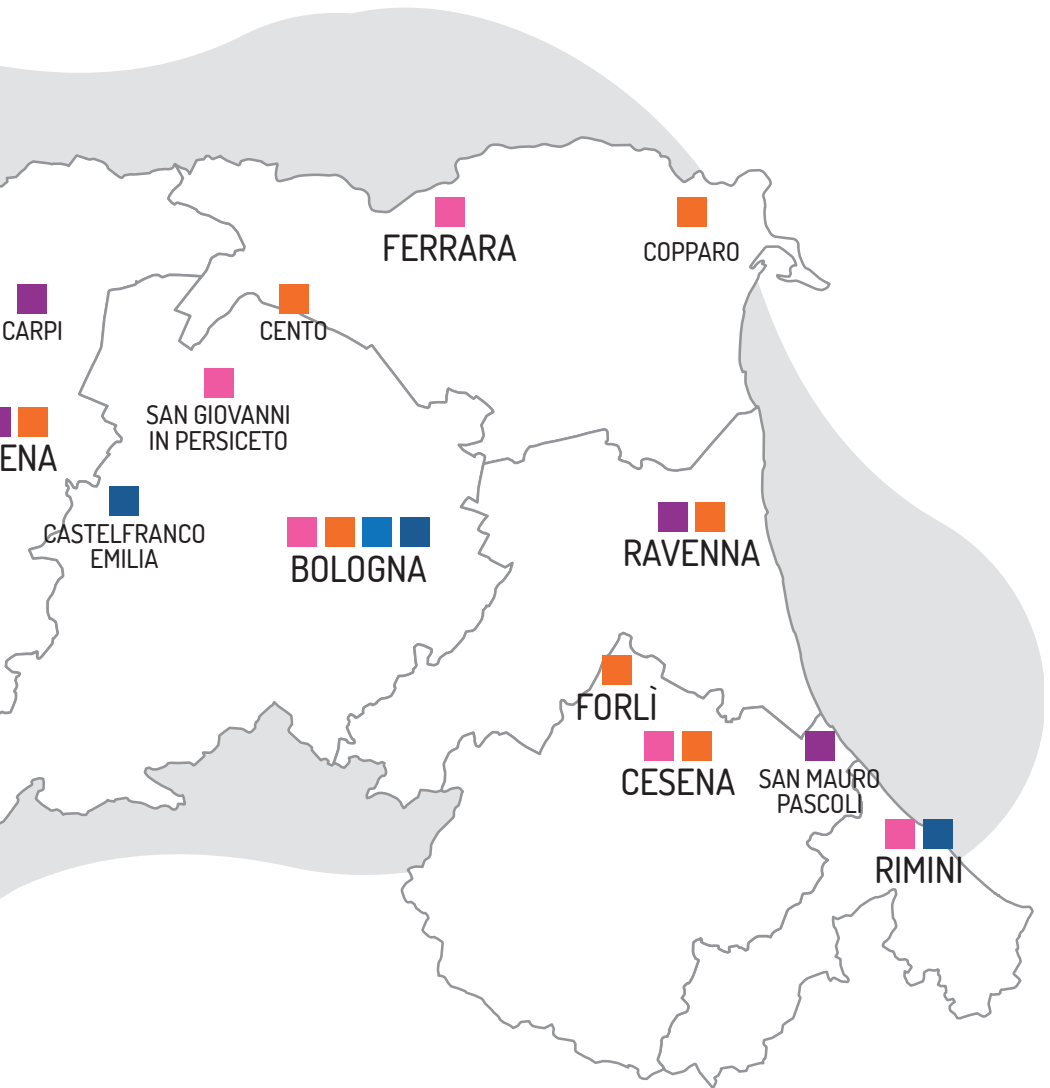 FERRARA
COPPARO
CARPI
CENTO
SAN GIOVANNI
IN PERSICETO
ENA
CASTELFRANCO
EMILIA
BOLOGNA
RAVENNA
FORLÌ
CESENA
SAN MAURO
PASCOLI
RIMINI